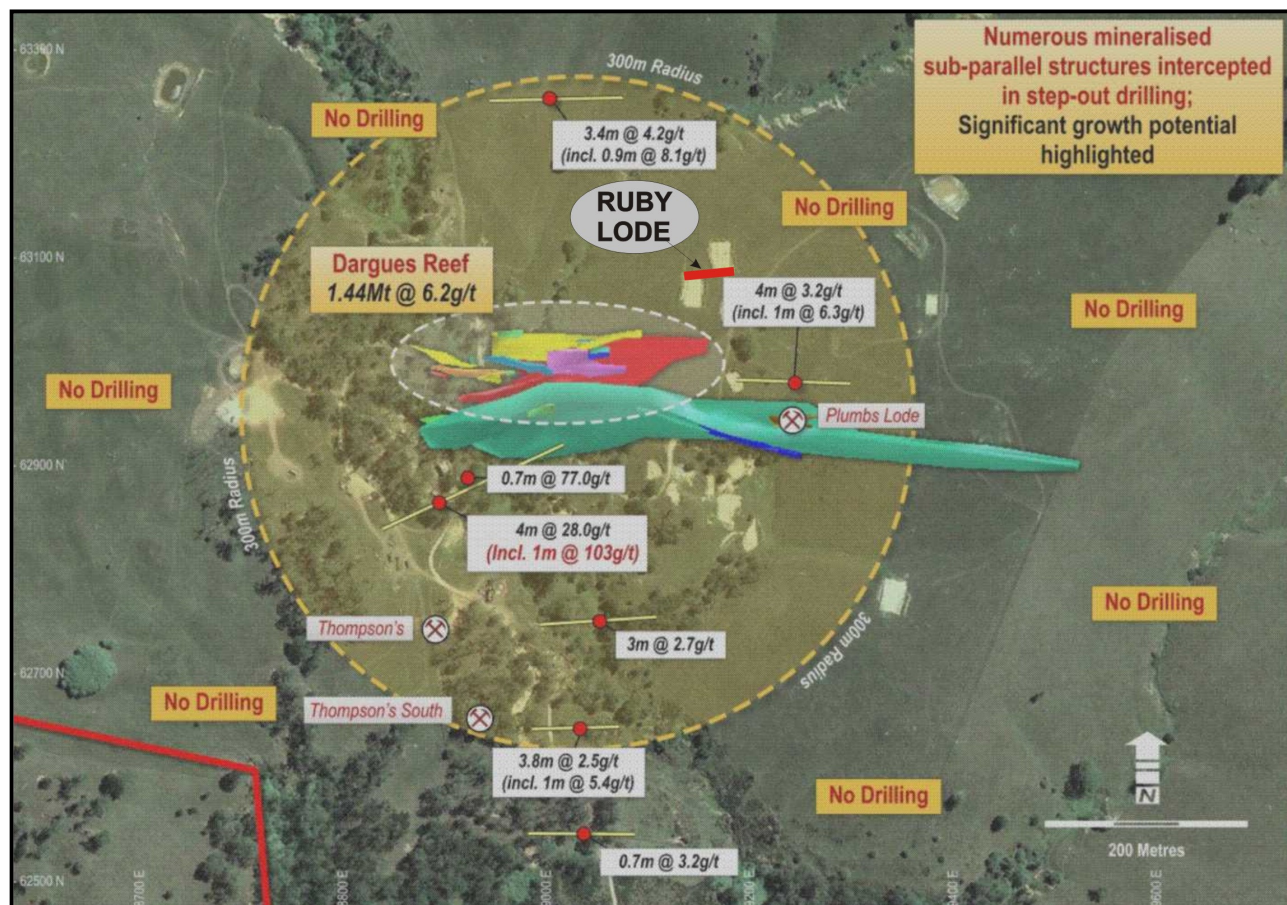 Numerous mineralised
sub-parallel structures intercepted
in step-out drilling;
Significant growth potential
highlighted
63300 N
300m Radius
No Drilling
3.4m @ 4.2g/t
(incl. 0.9m @ 8.1g/t)
RUBY
LODE
No Drilling
63100 N
Dargues Reef
1.44Mt @ 6.2g/t
4m @ 3.2g/t
(incl. 1m @ 6.3g/t)
No Drilling
No Drilling
Plumbs Lode
62900 N
0.7m @ 77.0g/t
300m Radius
4m @ 28.0g/t
(Incl. 1m @ 103g/t)
No Drilling
Thompson's
3m @ 2.7g/t
300m Radius
62700 N
No Drilling
Thompson's South
3.8m @ 2.5g/t
(incl. 1m @ 5.4g/t)
No Drilling
N
200 Metres
0.7m @ 3.2g/t
62500 N